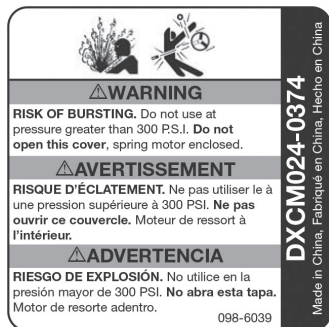 ⚠WARNING
RISK OF BURSTING. Do not use at
pressure greater than 300 P.S.I. Do not
open this cover, spring motor enclosed.
⚠AVERTISSEMENT
RISQUE D'ÉCLATEMENT. Ne pas utiliser le à
une pression supérieure à 300 PSI. Ne pas
ouvrir ce couvercle. Moteur de ressort à
l'intérieur.
⚠ADVERTENCIA
RIESGO DE EXPLOSIÓN. No utilice en la
presión mayor de 300 PSI. No abra esta tapa.
Motor de resorte adentro.
098-6039
DXCM024-0374
Made in China, Fabriqué en China, Hecho en China